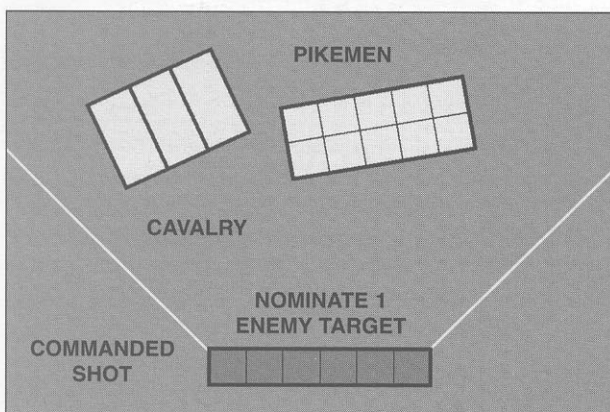 PIKEMEN
CAVALRY
NOMINATE 1
ENEMY TARGET
COMMANDED
SHOT